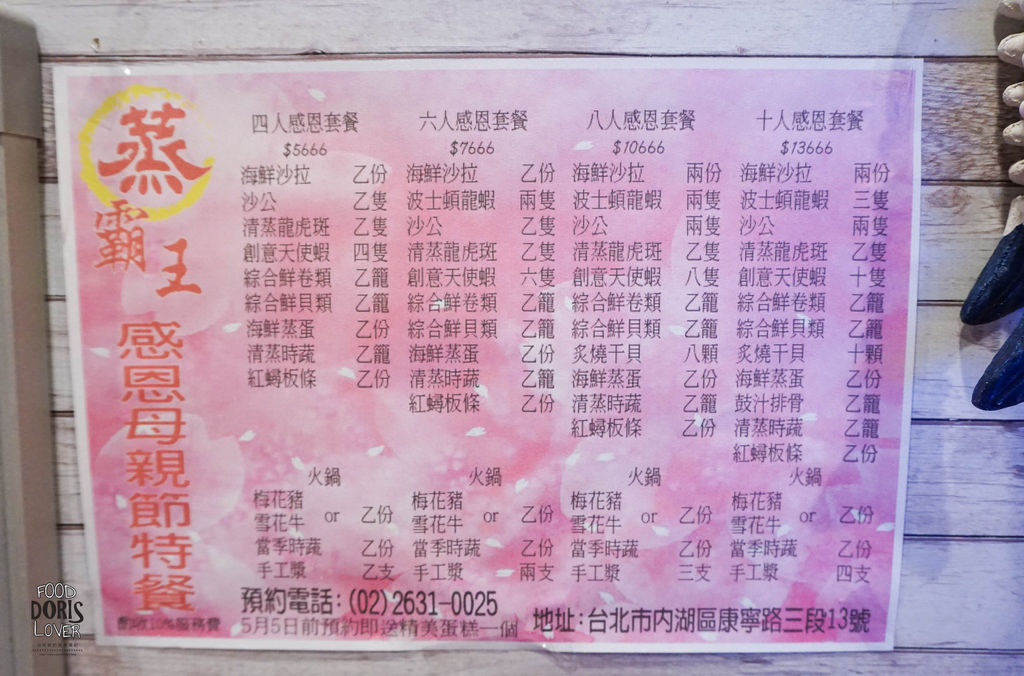 蒸
霸王
感恩母親節特餐
酌收10%服務費
四人感恩套餐
$5666
海鮮沙拉 乙份
沙公 乙隻
清蒸龍虎斑 乙隻
創意天使蝦 四隻
綜合鮮卷類 乙籠
綜合鮮貝類 乙籠
海鮮蒸蛋 乙份
清蒸時蔬 乙籠
紅蟳板條 乙份
火鍋
梅花豬
雪花牛 or 乙份
當季時蔬 乙份
手工漿 乙支
六人感恩套餐
$7666
海鮮沙拉 乙份
波士頓龍蝦 兩隻
沙公 乙隻
清蒸龍虎斑 乙隻
創意天使蝦 六隻
綜合鮮卷類 乙籠
綜合鮮貝類 乙籠
海鮮蒸蛋 乙份
清蒸時蔬 乙籠
紅蟳板條 乙份
火鍋
梅花豬
雪花牛 or 乙份
當季時蔬 乙份
手工漿 兩支
八人感恩套餐
$10666
海鮮沙拉 兩份
波士頓龍蝦 兩隻
沙公 兩隻
清蒸龍虎斑 乙隻
創意天使蝦 八隻
綜合鮮卷類 乙籠
綜合鮮貝類 乙籠
炙燒干貝 八顆
海鮮蒸蛋 乙份
清蒸時蔬 乙籠
紅蟳板條 乙份
火鍋
梅花豬
雪花牛 or 乙份
當季時蔬 乙份
手工漿 三支
十人感恩套餐
$13666
海鮮沙拉 兩份
波士頓龍蝦 三隻
沙公 兩隻
清蒸龍虎斑 乙隻
創意天使蝦 十隻
綜合鮮卷類 乙籠
綜合鮮貝類 乙籠
炙燒干貝 十顆
海鮮蒸蛋 乙份
鼓汁排骨 乙籠
清蒸時蔬 乙籠
紅蟳板條 乙份
火鍋
梅花豬
雪花牛 or 乙份
當季時蔬 乙份
手工漿 四支
預約電話：(02)2631-0025
5月5日前預約即送精美蛋糕一個
地址：台北市內湖區康寧路三段13號
FOOD
DORIS
LOVER